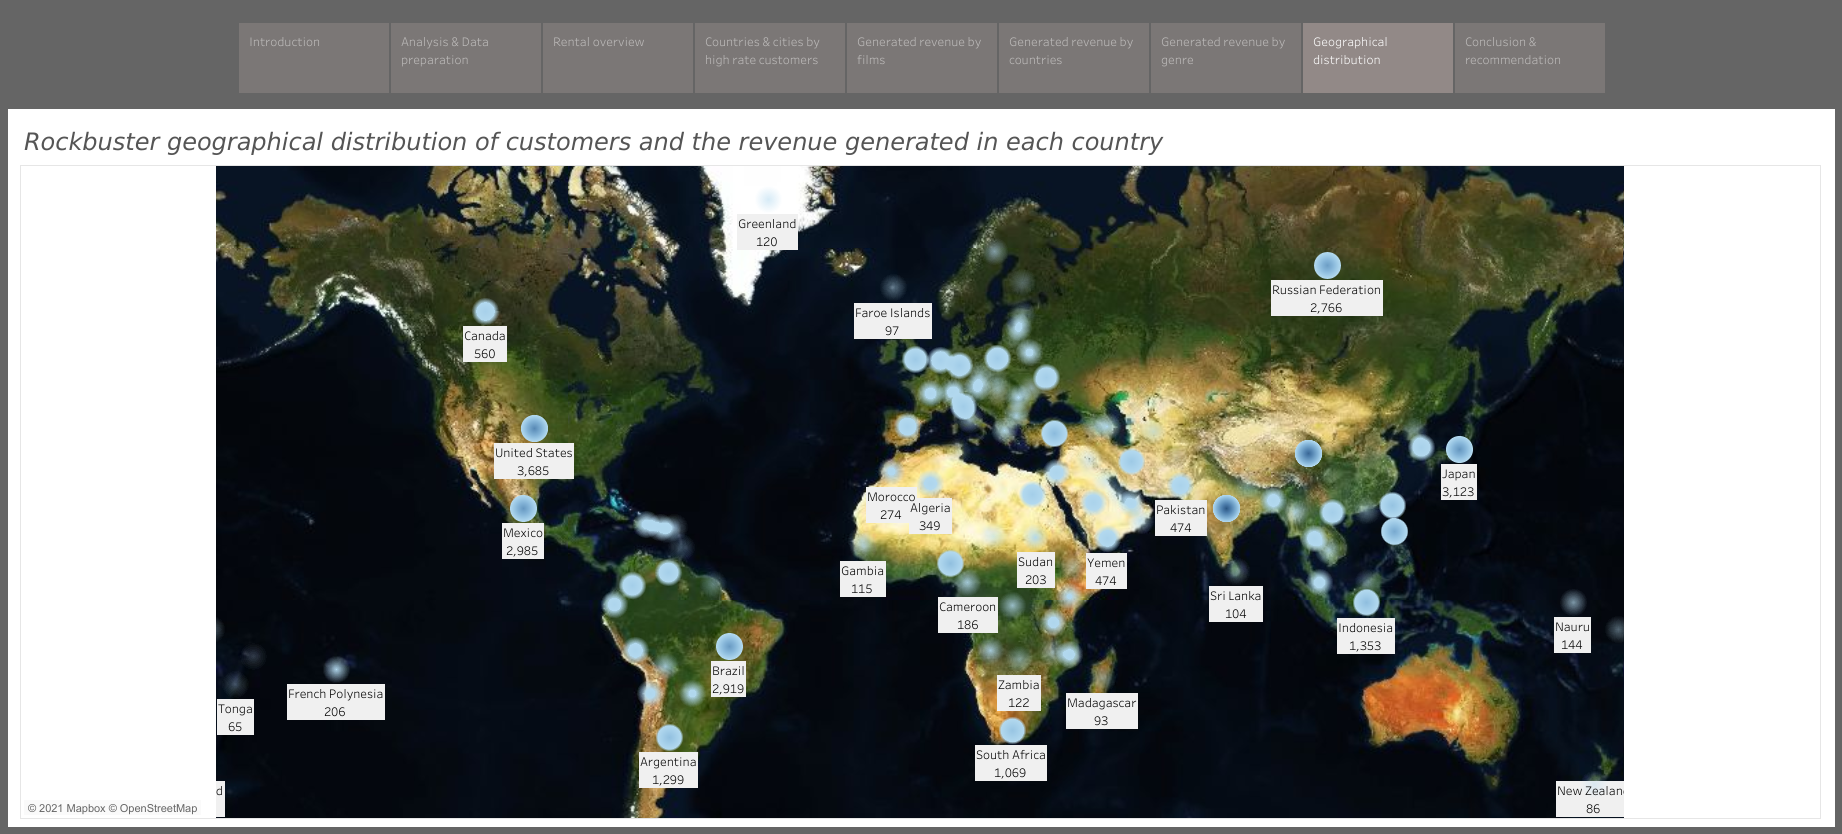 Introduction
Analysis & Data
preparation
Rental overview
Countries & cities by
high rate customers
Generated revenue by
films
Generated revenue by
countries
Generated revenue by
genre
Geographical
distribution
Conclusion &
recommendation
Rockbuster geographical distribution of customers and the revenue generated in each country
Greenland
120
Russian Federation
2,766
Faroe Islands
97
Canada
560
United States
3,685
Japan
3,123
Morocco
274
Algeria
349
Pakistan
474
Mexico
2,985
Sudan
203
Yemen
474
Gambia
115
Cameroon
186
Sri Lanka
104
Indonesia
1,353
Nauru
144
Brazil
2,919
French Polynesia
206
Zambia
122
Madagascar
93
Tonga
65
South Africa
1,069
Argentina
1,299
d
New Zealan
86
© 2021 Mapbox © OpenStreetMap